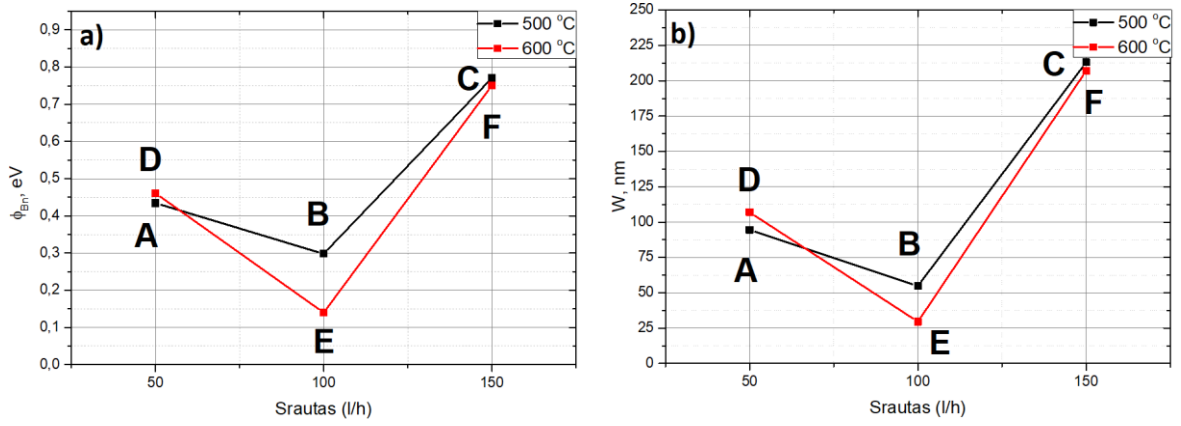 a)
500 °C
600 °C
0,9
0,8
0,7
0,6
0,5
0,4
0,3
0,2
0,1
0,0
ϕBn, eV
D
A
B
E
C
F
50
100
150
Srautas (l/h)
b)
500 °C
600 °C
250
225
200
175
150
125
100
75
50
25
0
W, nm
D
A
B
E
C
F
50
100
150
Srautas (l/h)